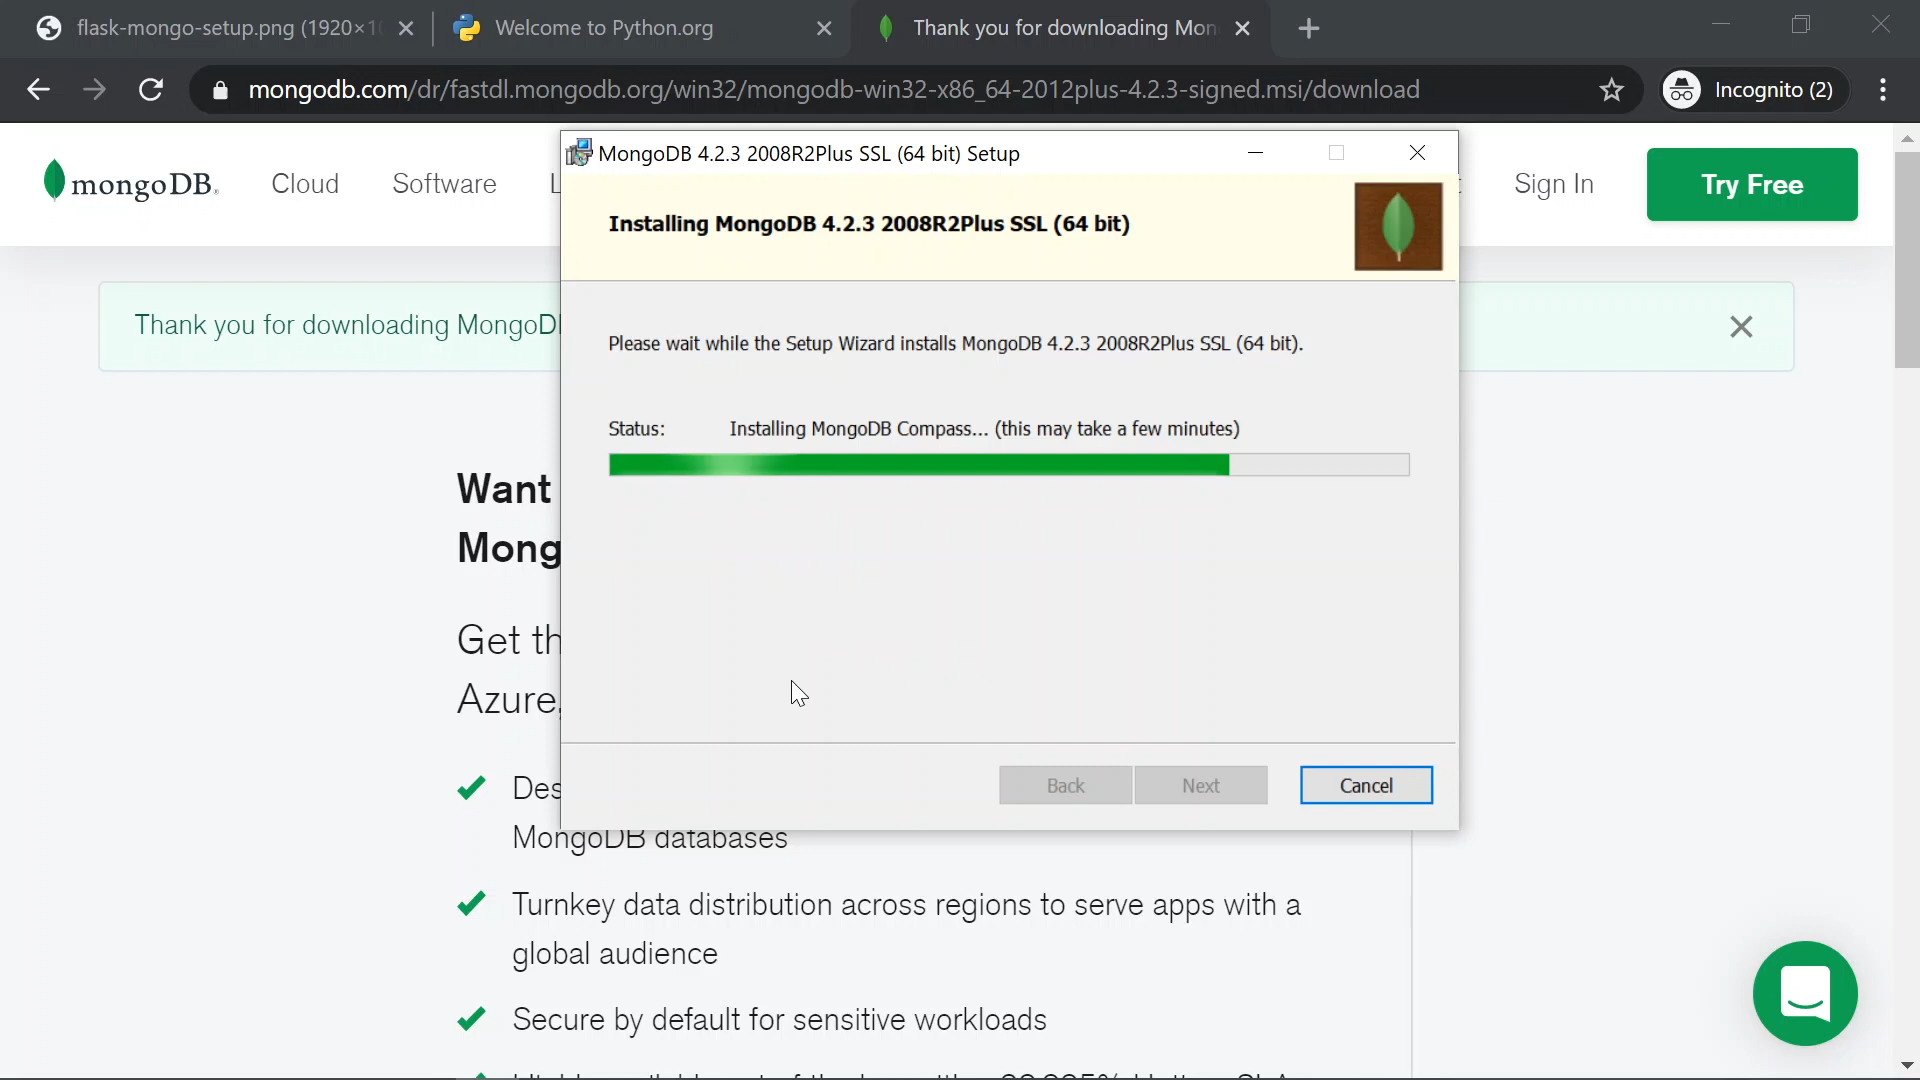 flask-mongo-setup.png (1920×1
Welcome to Python.org
Thank you for downloading Mon
mongodb.com/dr/fastdl.mongodb.org/win32/mongodb-win32-x86_64-2012plus-4.2.3-signed.msi/download
Incognito (2)
mongoDB.
Cloud
Software
Sign In
Try Free
MongoDB 4.2.3 2008R2Plus SSL (64 bit) Setup
Installing MongoDB 4.2.3 2008R2Plus SSL (64 bit)
Thank you for downloading MongoD
Please wait while the Setup Wizard installs MongoDB 4.2.3 2008R2Plus SSL (64 bit).
Status: Installing MongoDB Compass... (this may take a few minutes)
Want
Mong
Get th
Azure,
Back
Next
Cancel
Des
MongoDB databases
Turnkey data distribution across regions to serve apps with a
global audience
Secure by default for sensitive workloads